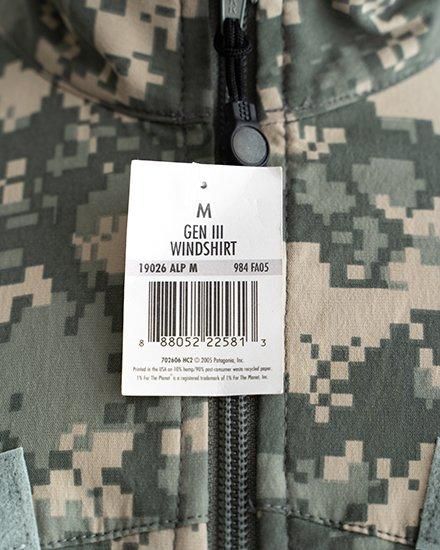 M
GEN III
WINDSHIRT
19026 ALP M 984 FA05
8 88052 22581 3
702606 HC2 © 2005 Patagonia, Inc.
Printed in the USA on 10% hemp/90% post-consumer waste recycled paper.
1% For The Planet® is a registered trademark of 1% For The Planet, Inc.